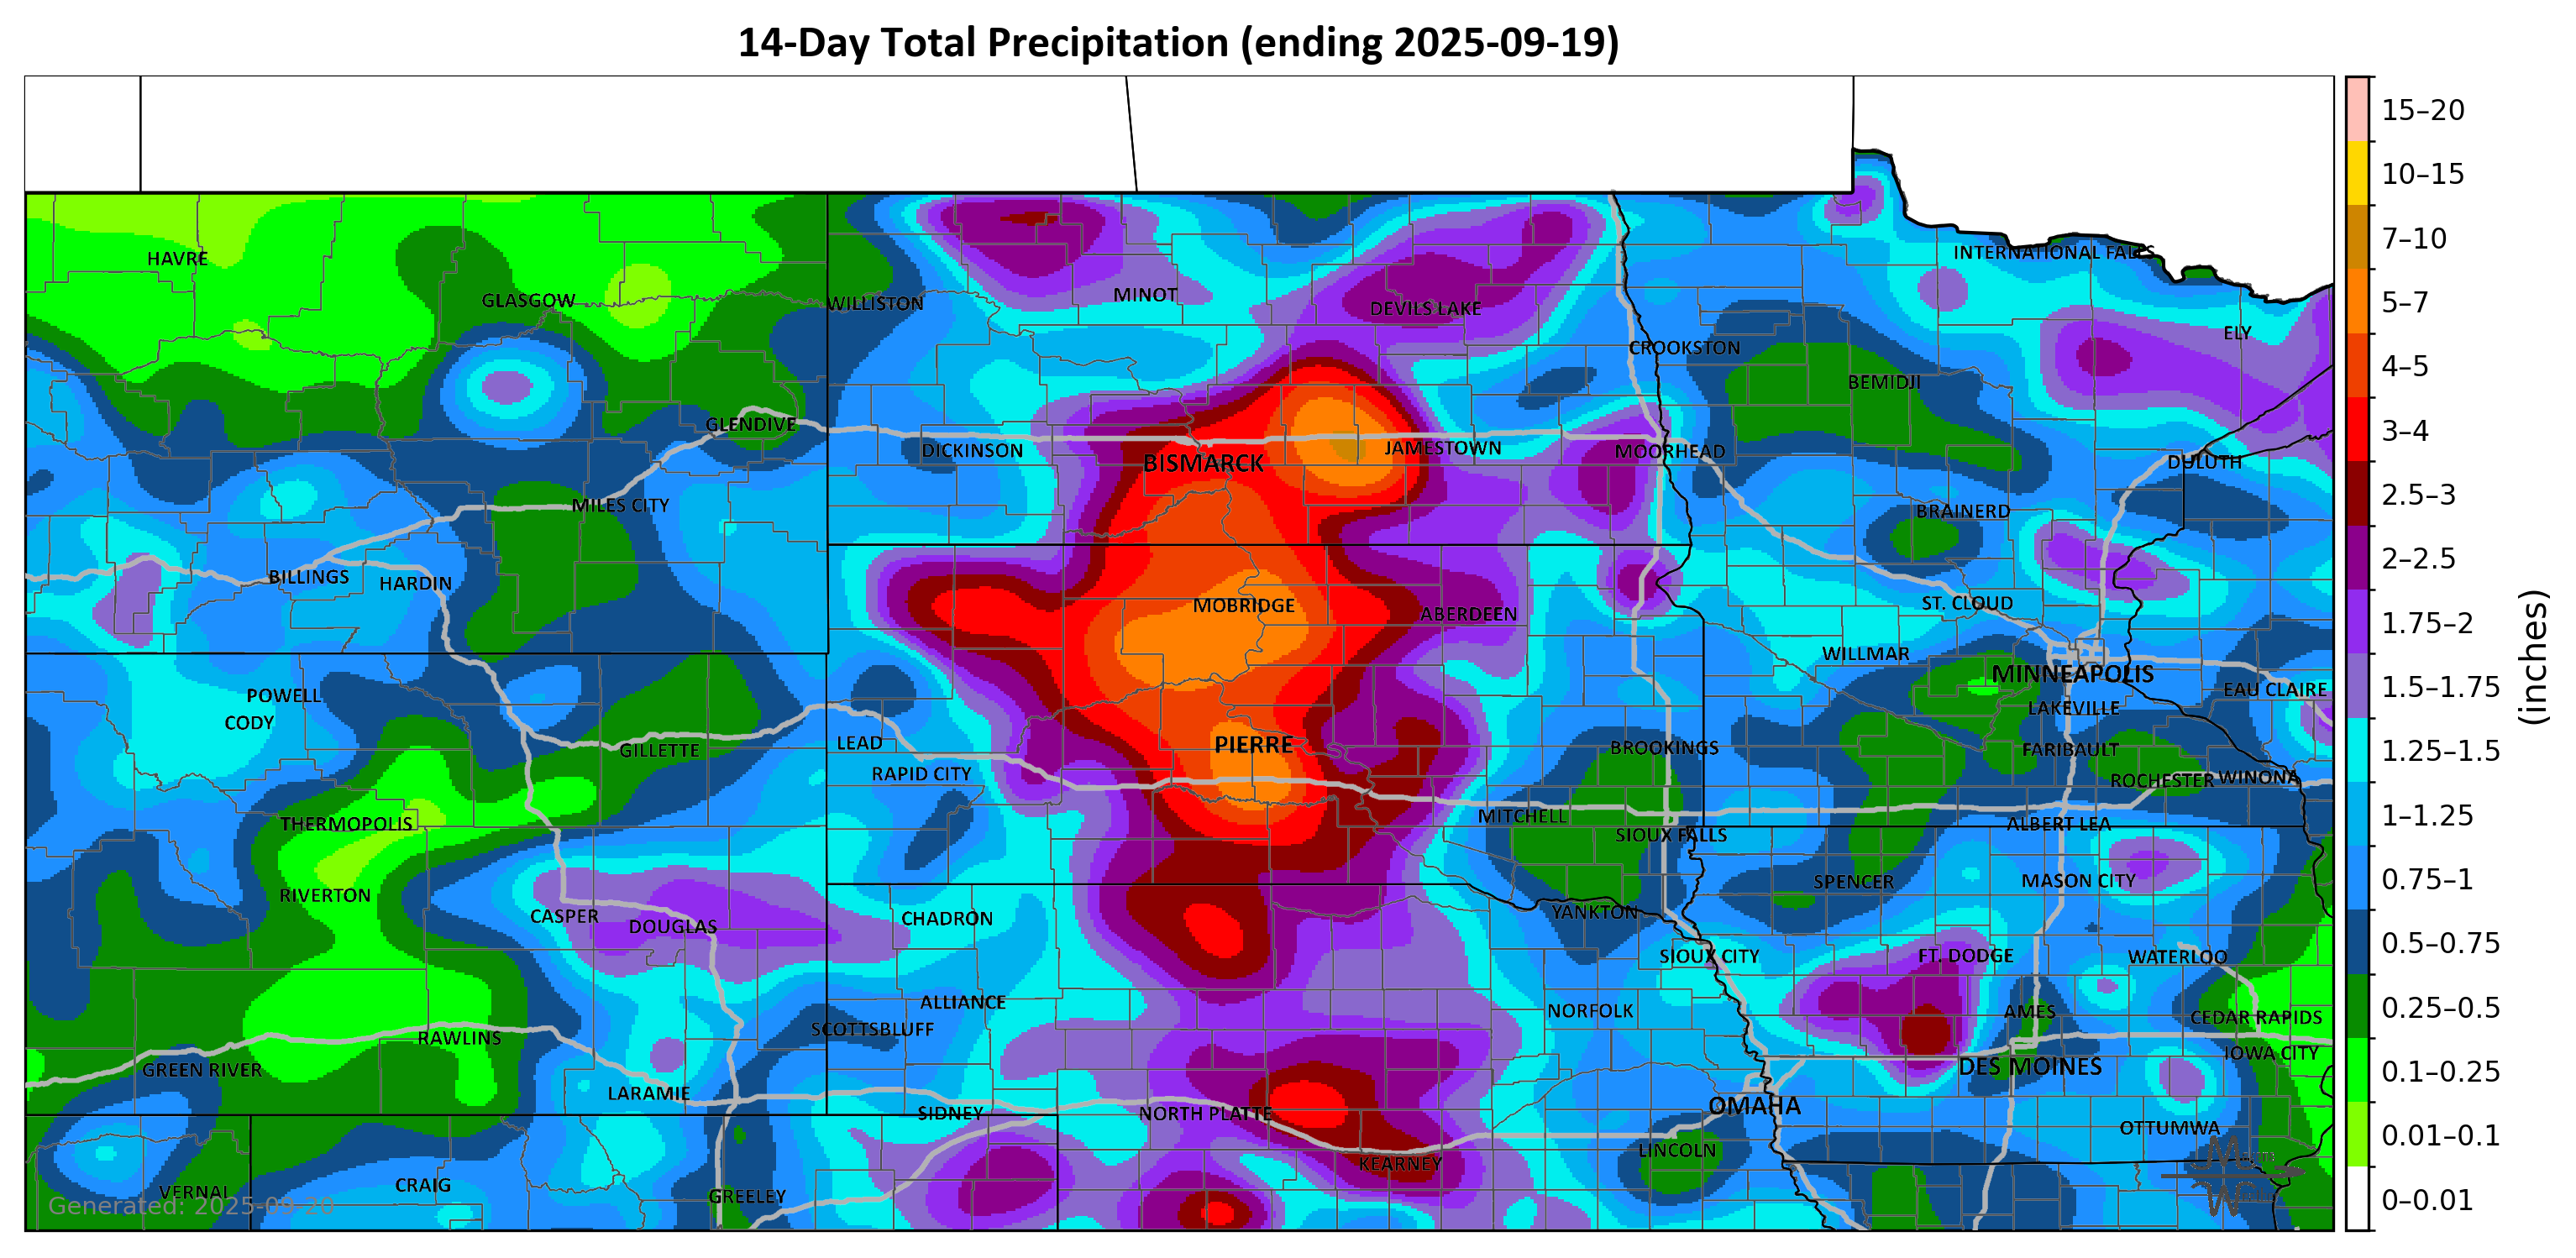 14-Day Total Precipitation (ending 2025-09-19)
15–20
10–15
7–10
5–7
4–5
3–4
2.5–3
2–2.5
1.75–2
1.5–1.75
1.25–1.5
1–1.25
0.75–1
0.5–0.75
0.25–0.5
0.1–0.25
0.01–0.1
0–0.01
(inches)
HAVRE
INTERNATIONAL FALLS
GLASGOW
WILLISTON
MINOT
DEVILS LAKE
ELY
CROOKSTON
BEMIDJI
GLENDIVE
DICKINSON
BISMARCK
JAMESTOWN
MOORHEAD
DULUTH
MILES CITY
BRAINERD
BILLINGS
HARDIN
MOBRIDGE
ABERDEEN
ST. CLOUD
WILLMAR
MINNEAPOLIS
EAU CLAIRE
POWELL
CODY
LAKEVILLE
GILLETTE
LEAD
PIERRE
BROOKINGS
FARIBAULT
RAPID CITY
ROCHESTER
WINONA
THERMOPOLIS
MITCHELL
SIOUX FALLS
ALBERT LEA
RIVERTON
SPENCER
MASON CITY
CASPER
DOUGLAS
CHADRON
YANKTON
SIOUX CITY
FT. DODGE
WATERLOO
ALLIANCE
NORFOLK
AMES
CEDAR RAPIDS
SCOTTSBLUFF
RAWLINS
IOWA CITY
GREEN RIVER
DES MOINES
LARAMIE
SIDNEY
NORTH PLATTE
OMAHA
OTTUMWA
LINCOLN
KEARNEY
VERNAL
CRAIG
GREELEY
Generated: 2025-09-20